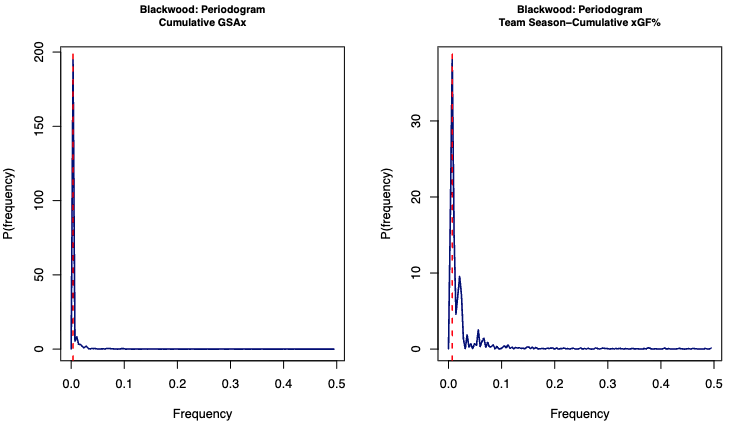 Blackwood: Periodogram
Cumulative GSAx
P(frequency)
200
150
100
50
0
0.0 0.1 0.2 0.3 0.4 0.5
Frequency
Blackwood: Periodogram
Team Season−Cumulative xGF%
P(frequency)
30
20
10
0
0.0 0.1 0.2 0.3 0.4 0.5
Frequency